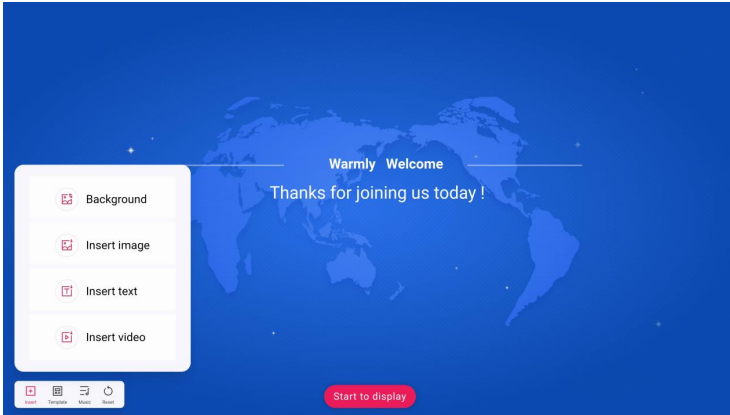 Warmly Welcome
Thanks for joining us today !
Background
Insert image
Insert text
Insert video
Insert Template Music Reset
Start to display